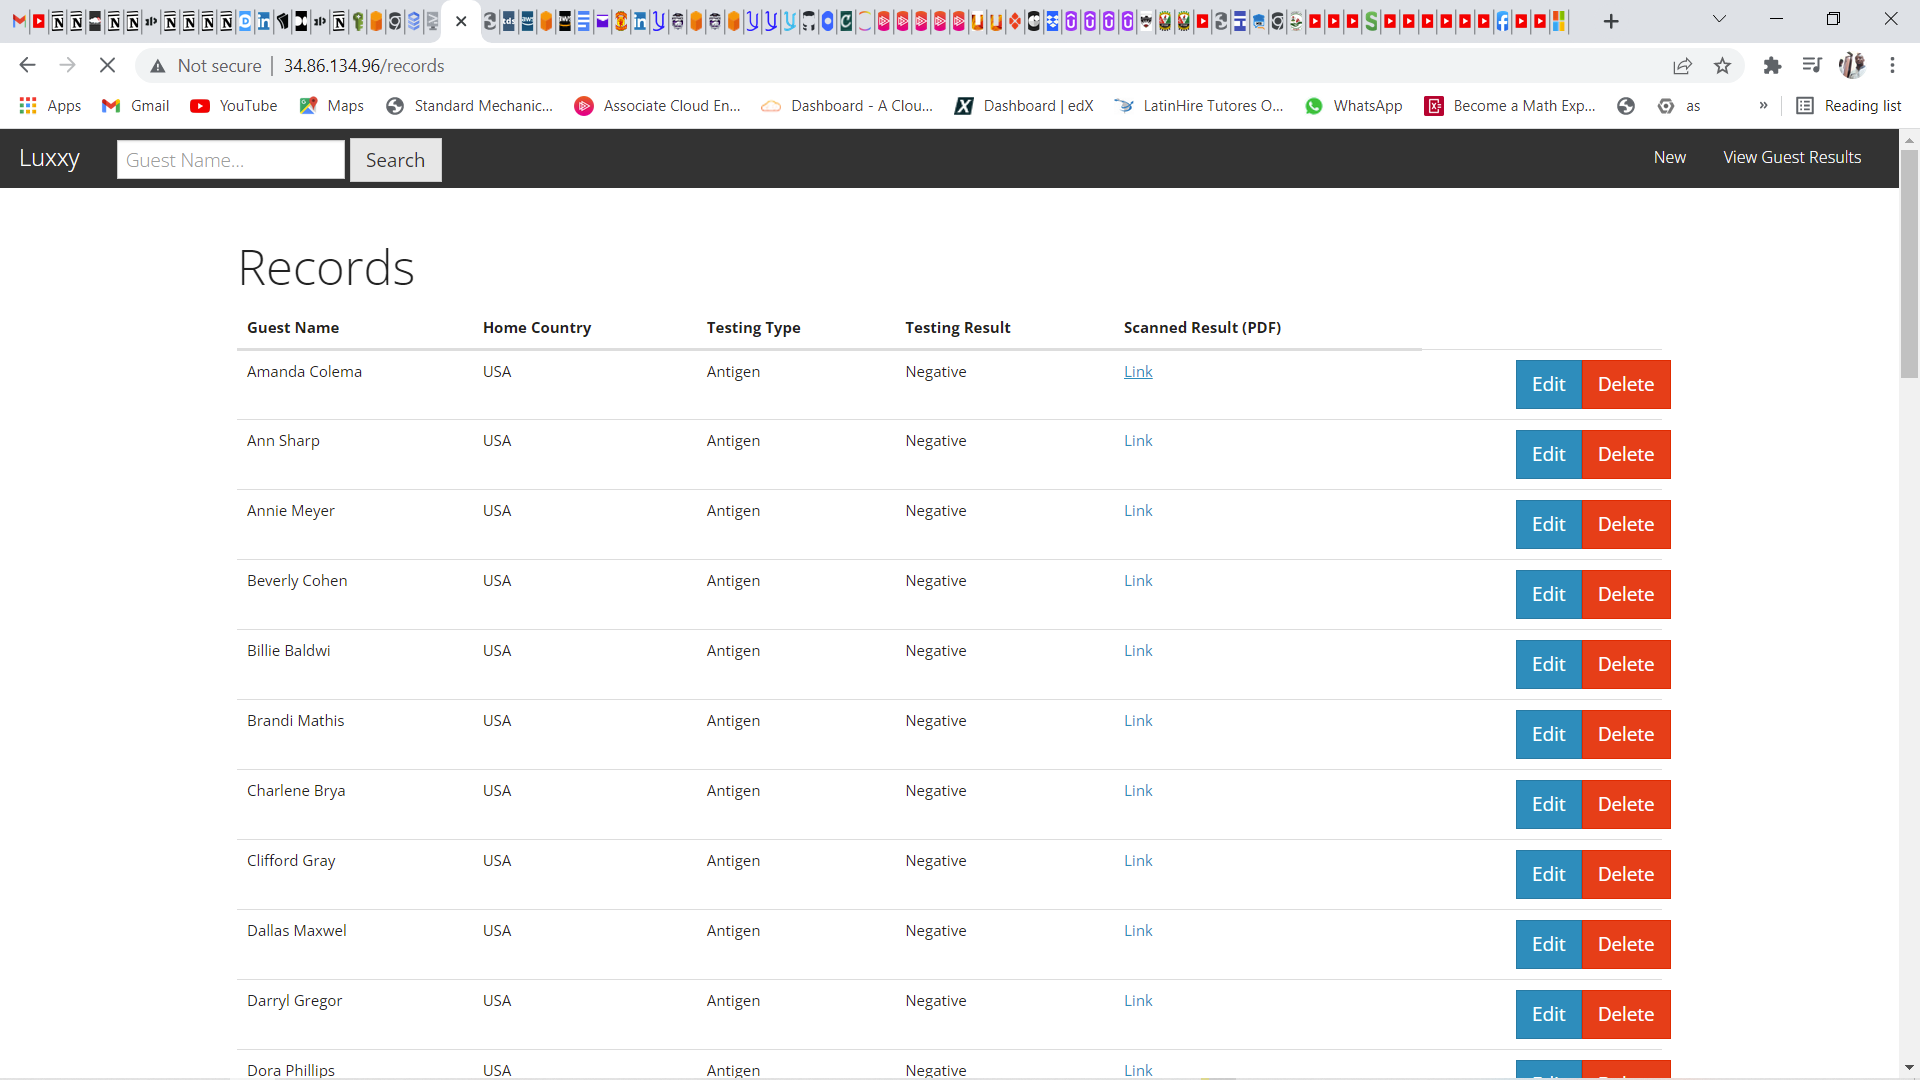 Not secure | 34.86.134.96/records
Apps Gmail YouTube Maps Standard Mechanic... Associate Cloud En... Dashboard - A Clou... Dashboard | edX LatinHire Tutores O... WhatsApp Become a Math Exp... as » Reading list
Luxxy Guest Name... Search New View Guest Results
Records
Guest Name Home Country Testing Type Testing Result Scanned Result (PDF)
Amanda Colema USA Antigen Negative Link Edit Delete
Ann Sharp USA Antigen Negative Link Edit Delete
Annie Meyer USA Antigen Negative Link Edit Delete
Beverly Cohen USA Antigen Negative Link Edit Delete
Billie Baldwi USA Antigen Negative Link Edit Delete
Brandi Mathis USA Antigen Negative Link Edit Delete
Charlene Brya USA Antigen Negative Link Edit Delete
Clifford Gray USA Antigen Negative Link Edit Delete
Dallas Maxwel USA Antigen Negative Link Edit Delete
Darryl Gregor USA Antigen Negative Link Edit Delete
Dora Phillips USA Antigen Negative Link